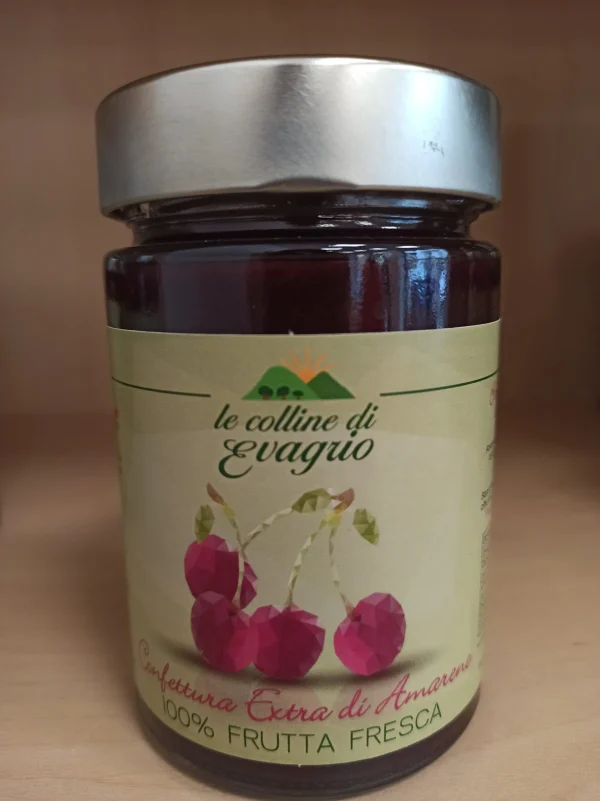 le colline di
Evagrio
Confettura Extra di Amarene
100% FRUTTA FRESCA